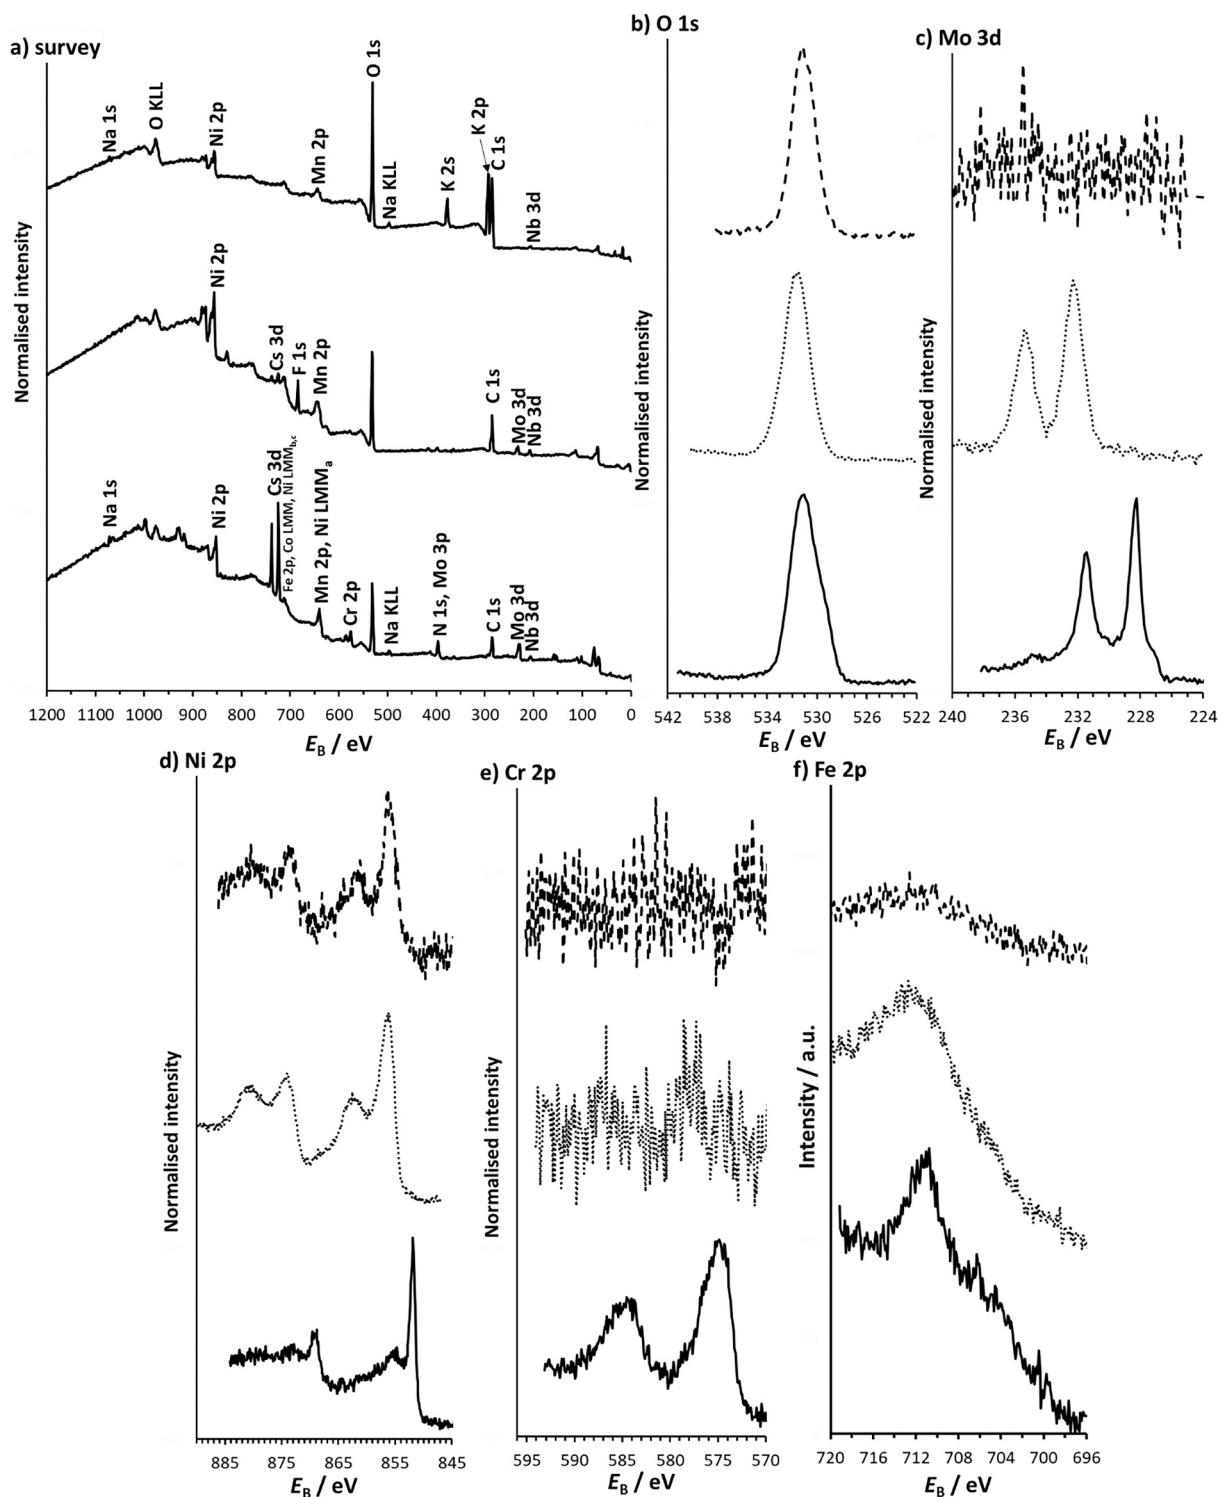 a) survey
Normalised intensity
Na 1s
O KLL
Ni 2p
Mn 2p
O 1s
Na KLL
K 2s
K 2p
C 1s
Nb 3d
Ni 2p
Cs 3d
F 1s
Mn 2p
C 1s
Mo 3d
Nb 3d
Na 1s
Ni 2p
Cs 3d
Fe 2p, Co LMM, Ni LMMb,c
Mn 2p, Ni LMMa
Cr 2p
Na KLL
N 1s, Mo 3p
C 1s
Mo 3d
Nb 3d
1200 1100 1000 900 800 700 600 500 400 300 200 100 0
EB / eV
b) O 1s
Normalised intensity
542 538 534 530 526 522
EB / eV
c) Mo 3d
Normalised intensity
240 236 232 228 224
EB / eV
d) Ni 2p
Normalised intensity
885 875 865 855 845
EB / eV
e) Cr 2p
Normalised intensity
595 590 585 580 575 570
EB / eV
f) Fe 2p
Intensity / a.u.
720 716 712 708 704 700 696
EB / eV